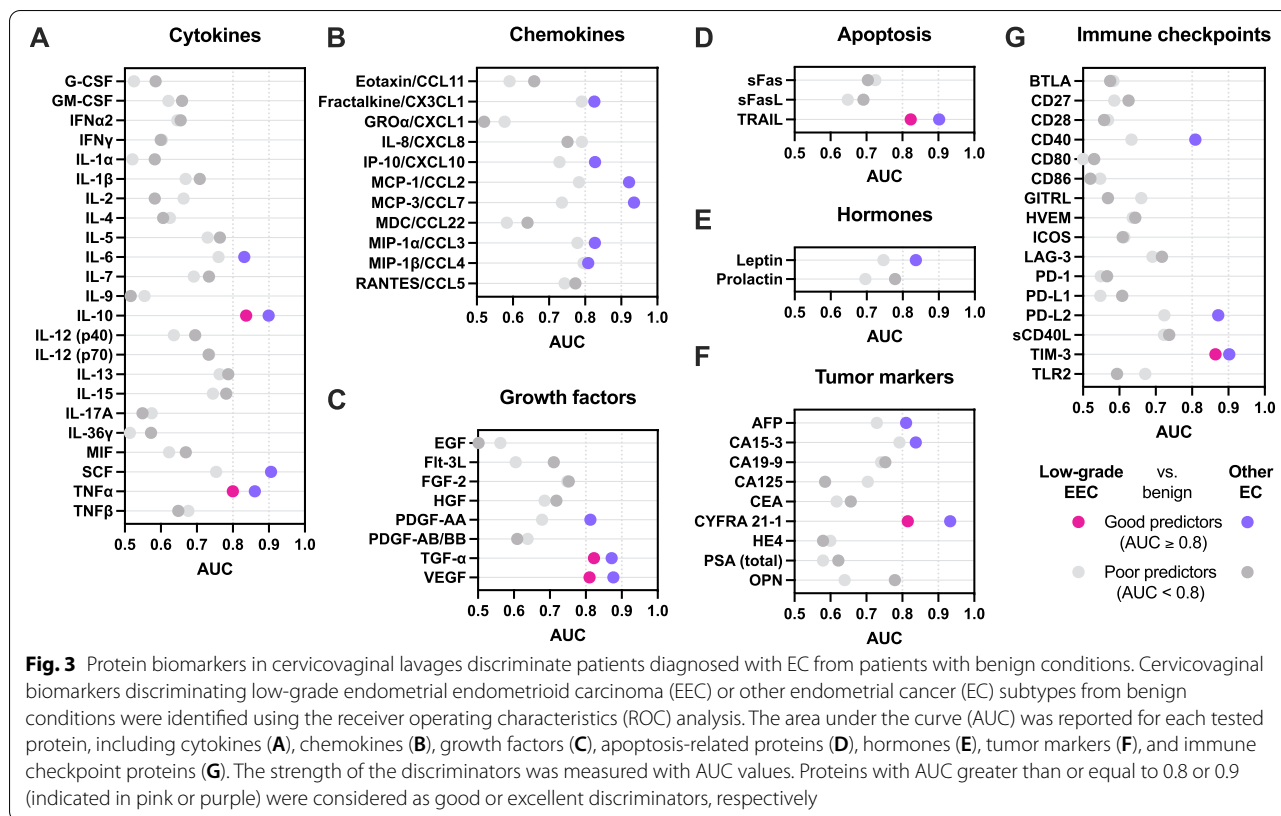 A Cytokines
G-CSF
GM-CSF
IFNα2
IFNγ
IL-1α
IL-1β
IL-2
IL-4
IL-5
IL-6
IL-7
IL-9
IL-10
IL-12 (p40)
IL-12 (p70)
IL-13
IL-15
IL-17A
IL-36γ
MIF
SCF
TNFα
TNFβ
0.5 0.6 0.7 0.8 0.9 1.0
AUC
B Chemokines
Eotaxin/CCL11
Fractalkine/CX3CL1
GROα/CXCL1
IL-8/CXCL8
IP-10/CXCL10
MCP-1/CCL2
MCP-3/CCL7
MDC/CCL22
MIP-1α/CCL3
MIP-1β/CCL4
RANTES/CCL5
0.5 0.6 0.7 0.8 0.9 1.0
AUC
C Growth factors
EGF
Flt-3L
FGF-2
HGF
PDGF-AA
PDGF-AB/BB
TGF-α
VEGF
0.5 0.6 0.7 0.8 0.9 1.0
AUC
D Apoptosis
sFas
sFasL
TRAIL
0.5 0.6 0.7 0.8 0.9 1.0
AUC
E Hormones
Leptin
Prolactin
0.5 0.6 0.7 0.8 0.9 1.0
AUC
F Tumor markers
AFP
CA15-3
CA19-9
CA125
CEA
CYFRA 21-1
HE4
PSA (total)
OPN
0.5 0.6 0.7 0.8 0.9 1.0
AUC
G Immune checkpoints
BTLA
CD27
CD28
CD40
CD80
CD86
GITRL
HVEM
ICOS
LAG-3
PD-1
PD-L1
PD-L2
sCD40L
TIM-3
TLR2
0.5 0.6 0.7 0.8 0.9 1.0
AUC
Low-grade vs. Other
EEC benign EC
Good predictors
(AUC ≥ 0.8)
Poor predictors
(AUC < 0.8)
Fig. 3 Protein biomarkers in cervicovaginal lavages discriminate patients diagnosed with EC from patients with benign conditions. Cervicovaginal
biomarkers discriminating low-grade endometrial endometrioid carcinoma (EEC) or other endometrial cancer (EC) subtypes from benign
conditions were identified using the receiver operating characteristics (ROC) analysis. The area under the curve (AUC) was reported for each tested
protein, including cytokines (A), chemokines (B), growth factors (C), apoptosis-related proteins (D), hormones (E), tumor markers (F), and immune
checkpoint proteins (G). The strength of the discriminators was measured with AUC values. Proteins with AUC greater than or equal to 0.8 or 0.9
(indicated in pink or purple) were considered as good or excellent discriminators, respectively